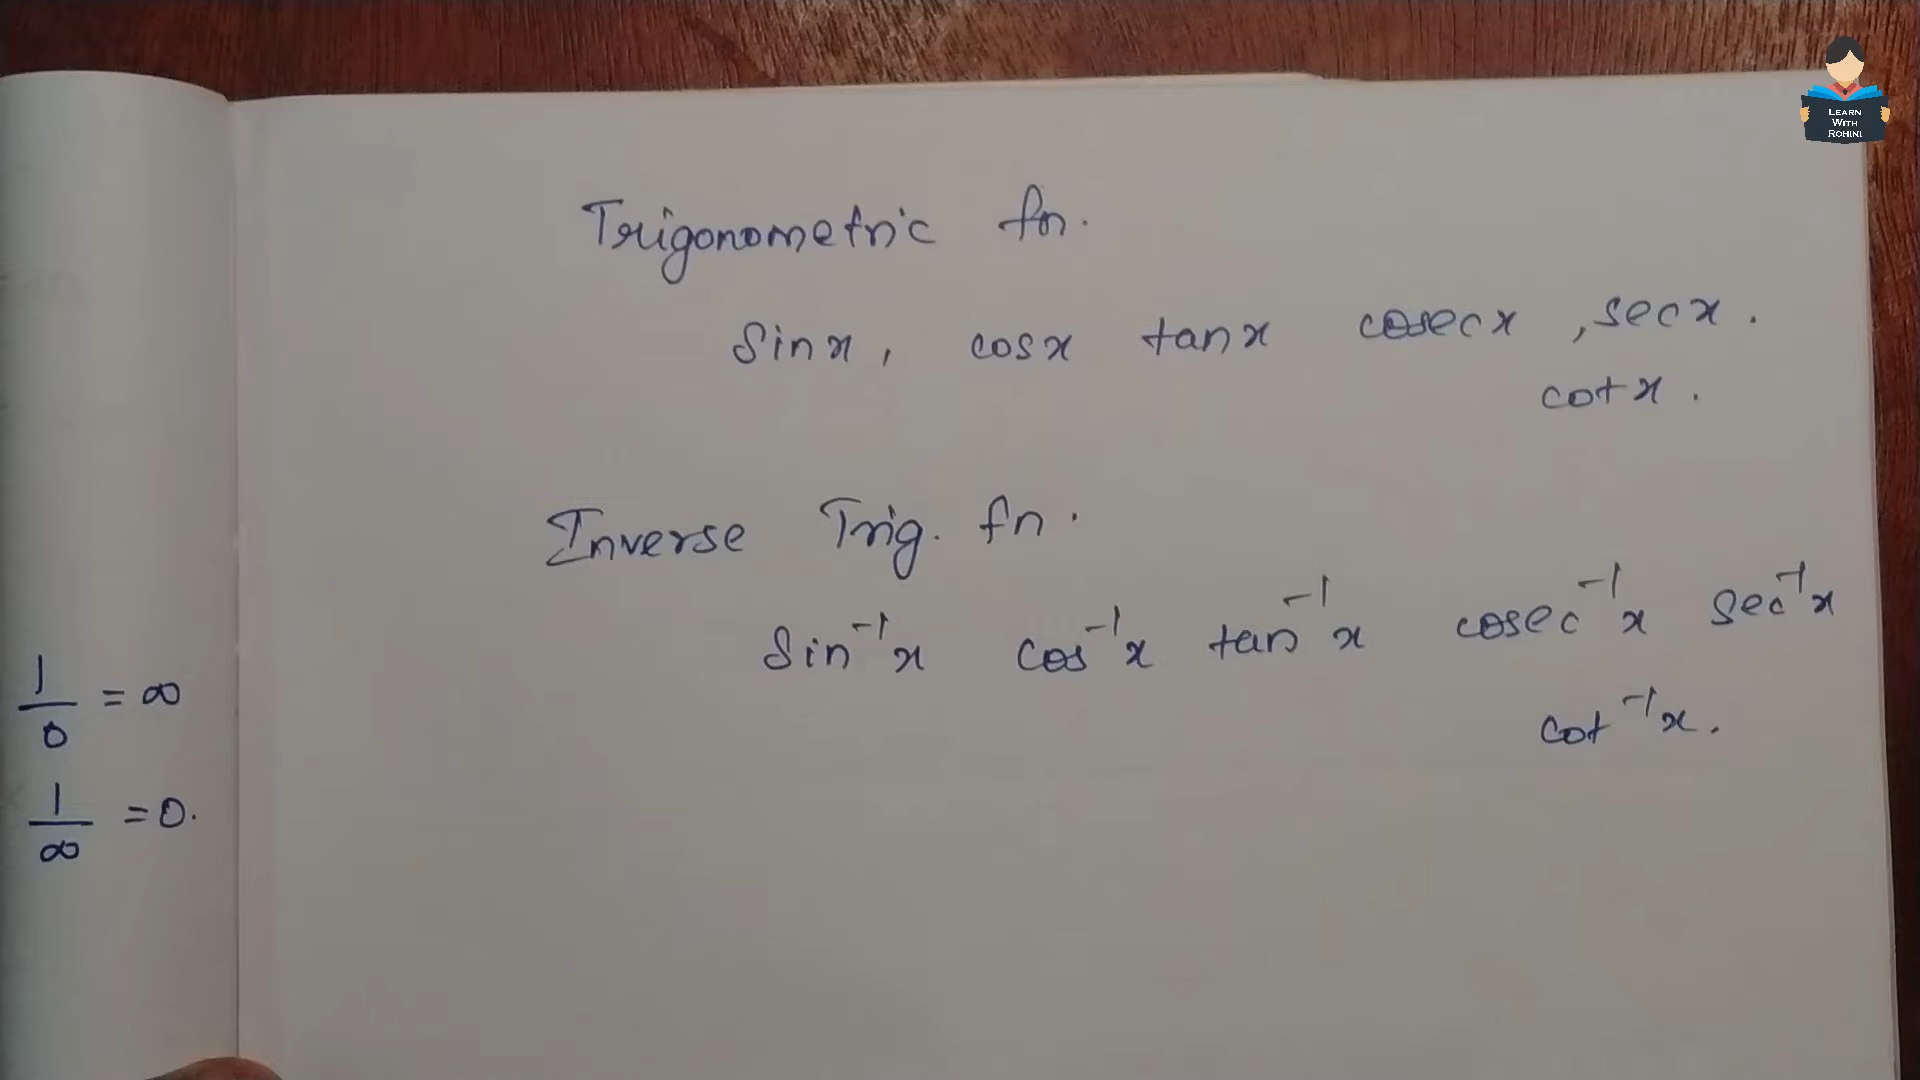 LEARN
WITH
ROHINI
Trigonometric fn.
Sinx, cosx tanx cosecx , secx.
cotx.
Inverse Trig. fn.
Sin⁻¹x cos⁻¹x tan⁻¹x cosec⁻¹x Sec⁻¹x
cot⁻¹x.
1/0 = ∞
1/∞ = 0.